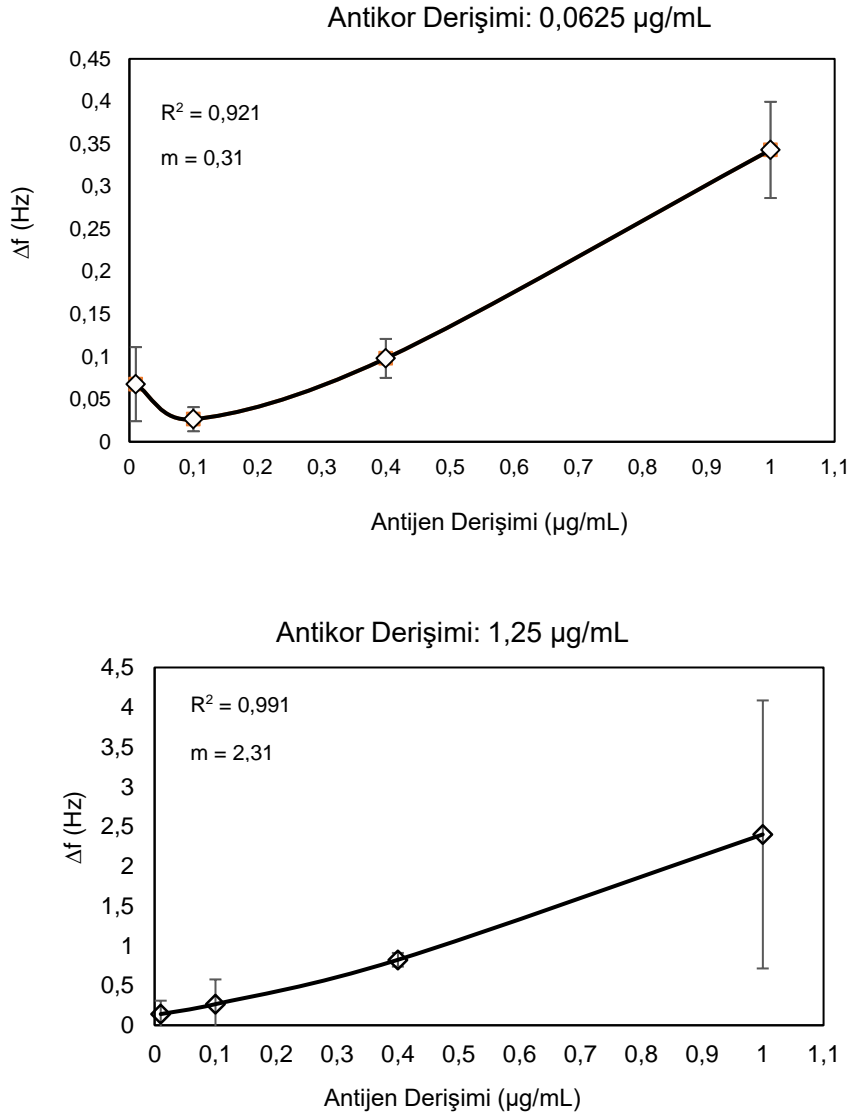 Antikor Derişimi: 0,0625 µg/mL
0,45
0,4
0,35
0,3
0,25
0,2
0,15
0,1
0,05
0
R² = 0,921
m = 0,31
∆f (Hz)
0 0,1 0,2 0,3 0,4 0,5 0,6 0,7 0,8 0,9 1 1,1
Antijen Derişimi (µg/mL)
Antikor Derişimi: 1,25 µg/mL
4,5
4
3,5
3
2,5
2
1,5
1
0,5
0
R² = 0,991
m = 2,31
∆f (Hz)
0 0,1 0,2 0,3 0,4 0,5 0,6 0,7 0,8 0,9 1 1,1
Antijen Derişimi (µg/mL)